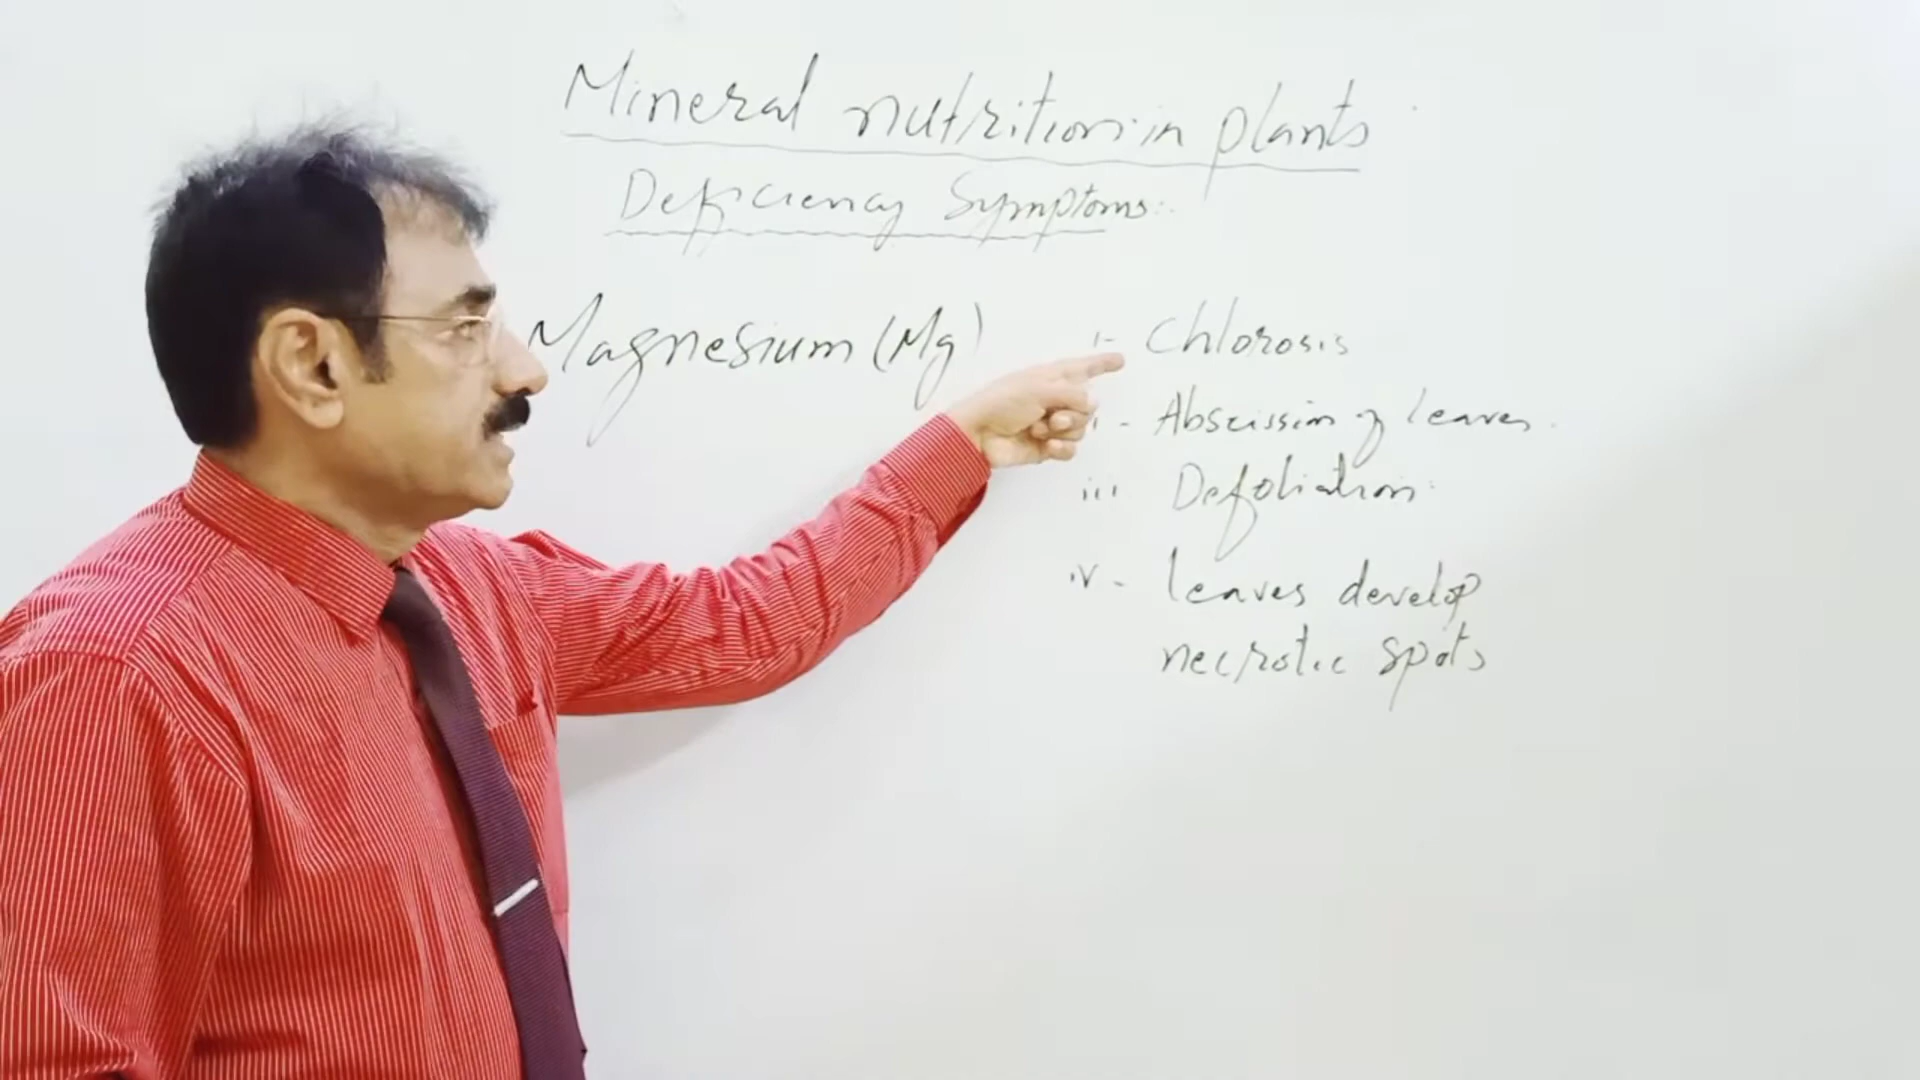 Mineral nutrition in plants
Deficiency Symptoms:
Magnesium (Mg)
i- Chlorosis
i- Abscission of leaves.
iii Defoliation:
iv- leaves develop
necrotic spots